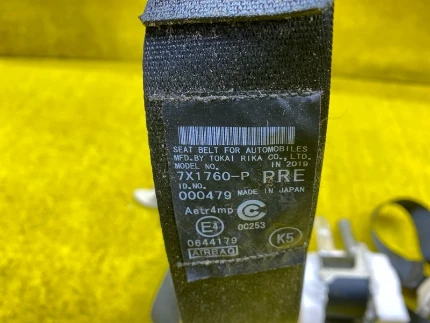 SEAT BELT FOR AUTOMOBILES
MFD.BY TOKAI RIKA CO.,LTD.
MODEL NO. IN 2019
7X1760-P PRE
ID.NO.
000479 MADE IN JAPAN
Aetr4mp C
E4 0C253
0644179 K5
AIRBAG